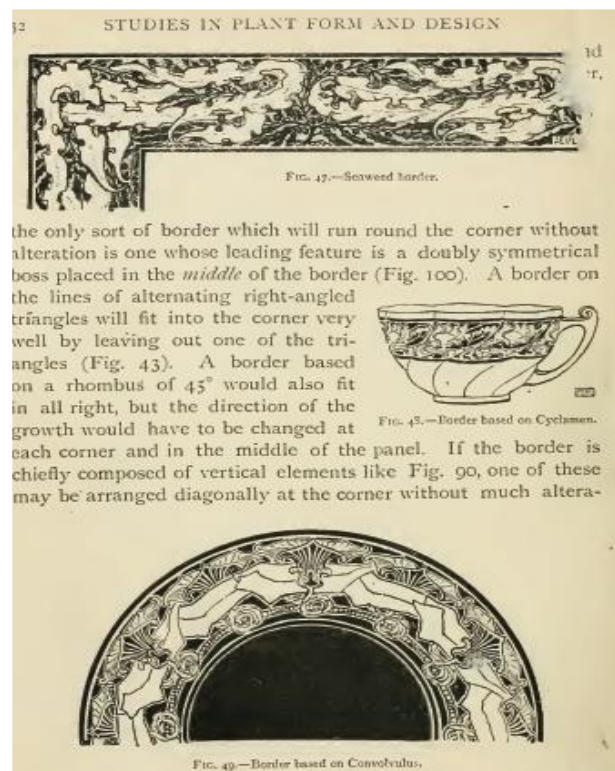 52 STUDIES IN PLANT FORM AND DESIGN
FIG. 47.—Seaweed border.
the only sort of border which will run round the corner without
alteration is one whose leading feature is a doubly symmetrical
boss placed in the middle of the border (Fig. 100). A border on
the lines of alternating right-angled
triangles will fit into the corner very
well by leaving out one of the tri-
angles (Fig. 43). A border based
on a rhombus of 45° would also fit
in all right, but the direction of the
growth would have to be changed at
FIG. 48.—Border based on Cyclamen.
each corner and in the middle of the panel. If the border is
chiefly composed of vertical elements like Fig. 90, one of these
may be arranged diagonally at the corner without much altera-
FIG. 49.—Border based on Convolvulus.